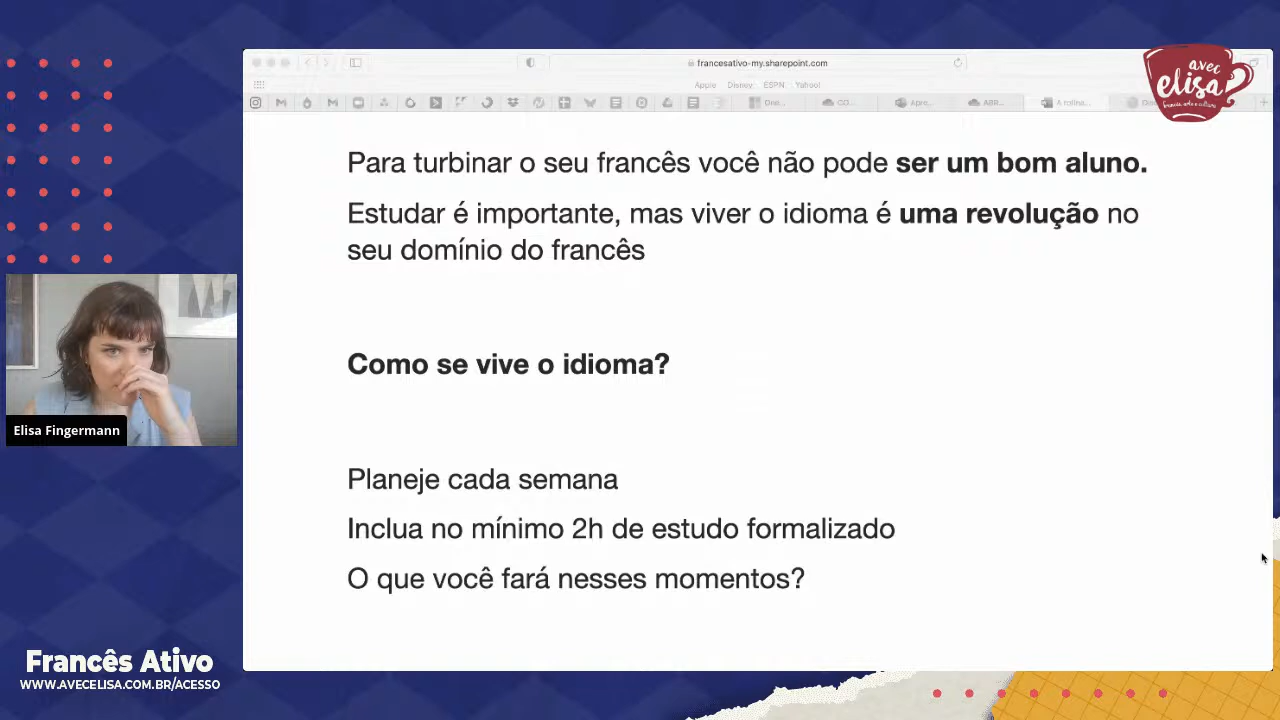 francesativo-my.sharepoint.com
Apple Disney ESPN Yahoo!
avec
elisa
francês, arte e cultura
Para turbinar o seu francês você não pode ser um bom aluno.
Estudar é importante, mas viver o idioma é uma revolução no
seu domínio do francês
Como se vive o idioma?
Planeje cada semana
Inclua no mínimo 2h de estudo formalizado
O que você fará nesses momentos?
Elisa Fingermann
Francês Ativo
WWW.AVECELISA.COM.BR/ACESSO